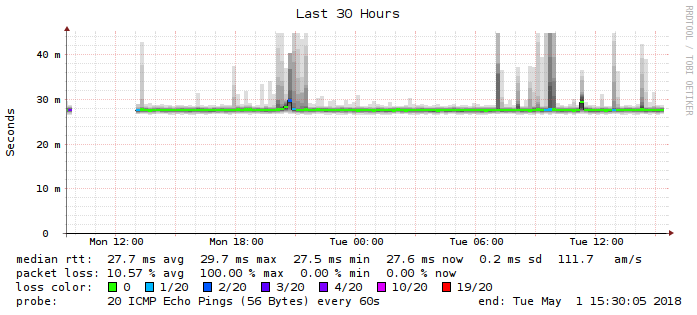 Last 30 Hours
RRDTOOL / TOBI OETIKER
Seconds
40 m
30 m
20 m
10 m
0
Mon 12:00 Mon 18:00 Tue 00:00 Tue 06:00 Tue 12:00
median rtt: 27.7 ms avg 29.7 ms max 27.5 ms min 27.6 ms now 0.2 ms sd 111.7 am/s
packet loss: 10.57 % avg 100.00 % max 0.00 % min 0.00 % now
loss color: 0 1/20 2/20 3/20 4/20 10/20 19/20
probe: 20 ICMP Echo Pings (56 Bytes) every 60s end: Tue May 1 15:30:05 2018